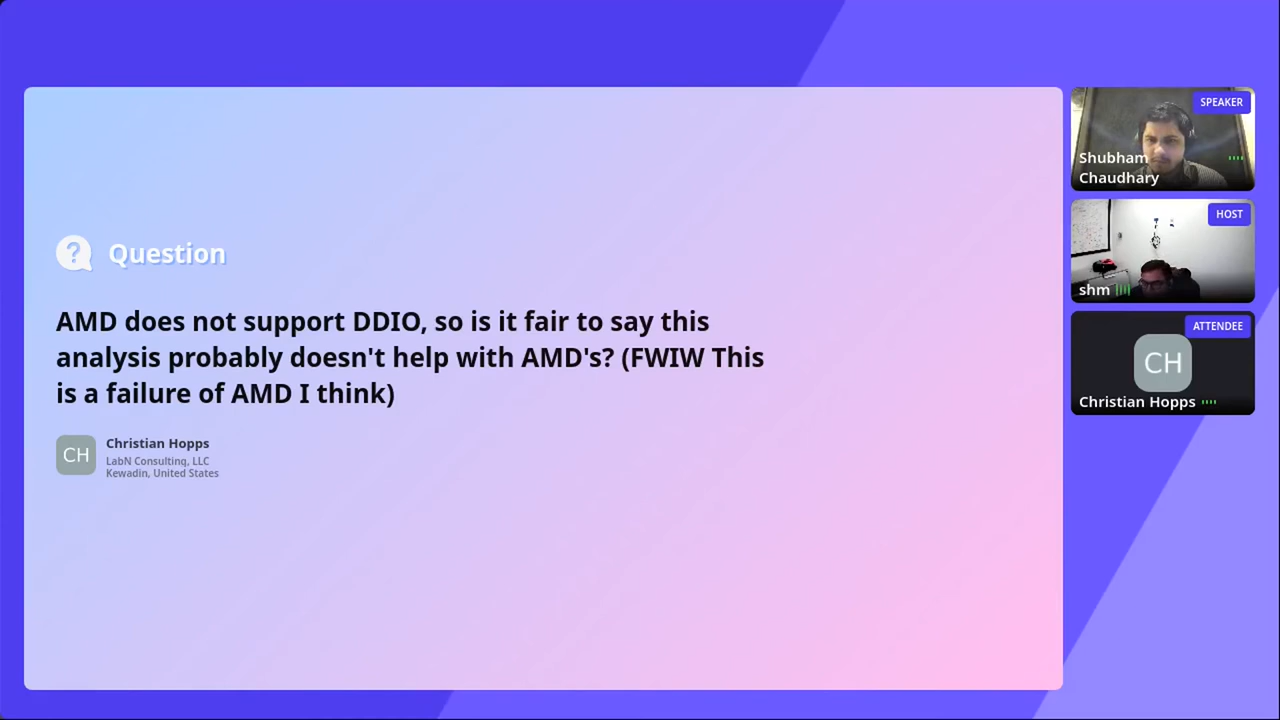 Question
AMD does not support DDIO, so is it fair to say this
analysis probably doesn't help with AMD's? (FWIW This
is a failure of AMD I think)
CH
Christian Hopps
LabN Consulting, LLC
Kewadin, United States
SPEAKER
Shubham
Chaudhary
HOST
shm
ATTENDEE
CH
Christian Hopps